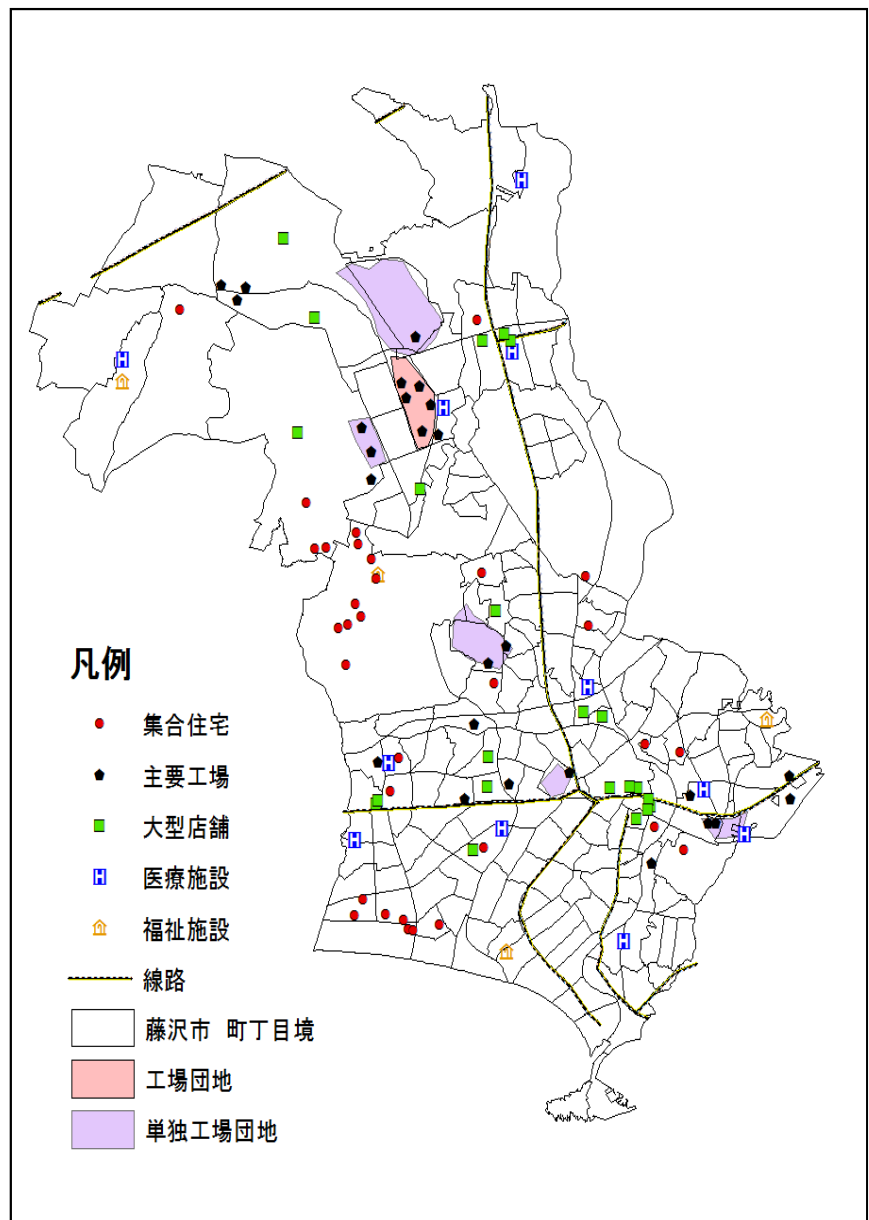 凡例
集合住宅
主要工場
大型店舗
医療施設
福祉施設
線路
藤沢市 町丁目境
工場団地
単独工場団地